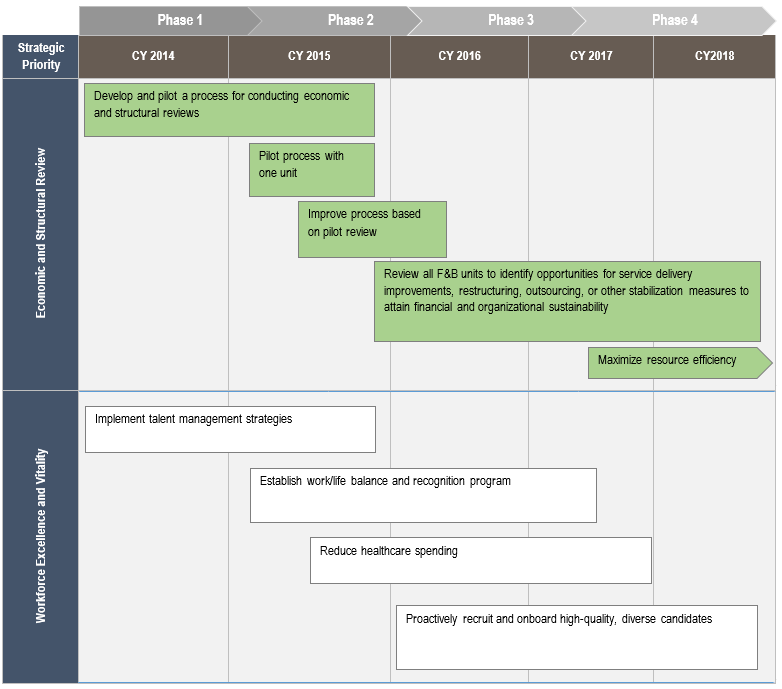 Phase 1
Phase 2
Phase 3
Phase 4
Strategic
Priority
CY 2014
CY 2015
CY 2016
CY 2017
CY2018
Economic and Structural Review
Develop and pilot a process for conducting economic
and structural reviews
Pilot process with
one unit
Improve process based
on pilot review
Review all F&B units to identify opportunities for service delivery
improvements, restructuring, outsourcing, or other stabilization measures to
attain financial and organizational sustainability
Maximize resource efficiency
Workforce Excellence and Vitality
Implement talent management strategies
Establish work/life balance and recognition program
Reduce healthcare spending
Proactively recruit and onboard high-quality, diverse candidates